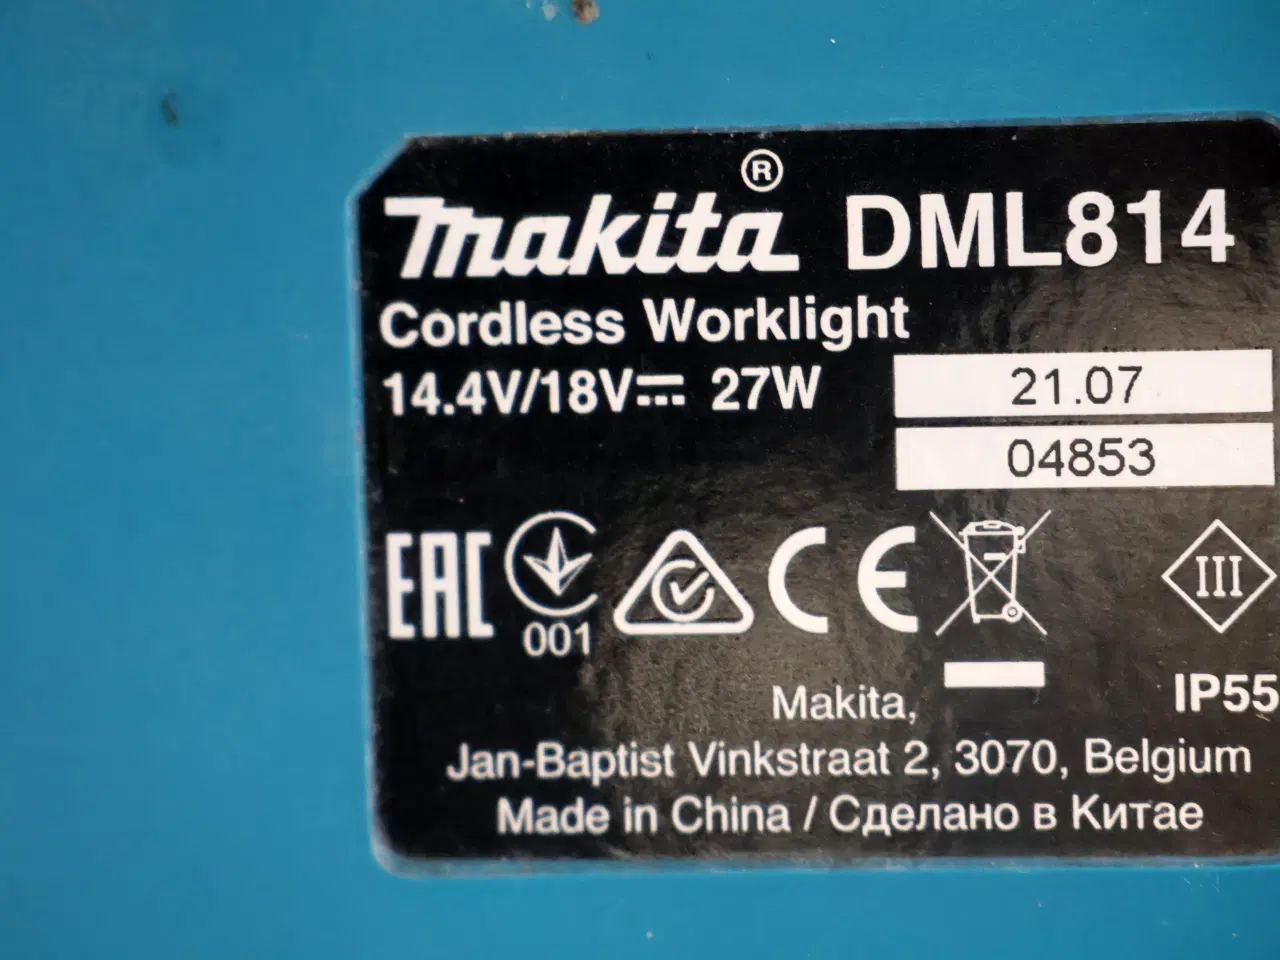 makita® DML814
Cordless Worklight
14.4V/18V⎓ 27W
21.07
04853
EAC
001
CE
III
IP55
Makita,
Jan-Baptist Vinkstraat 2, 3070, Belgium
Made in China / Сделано в Китае